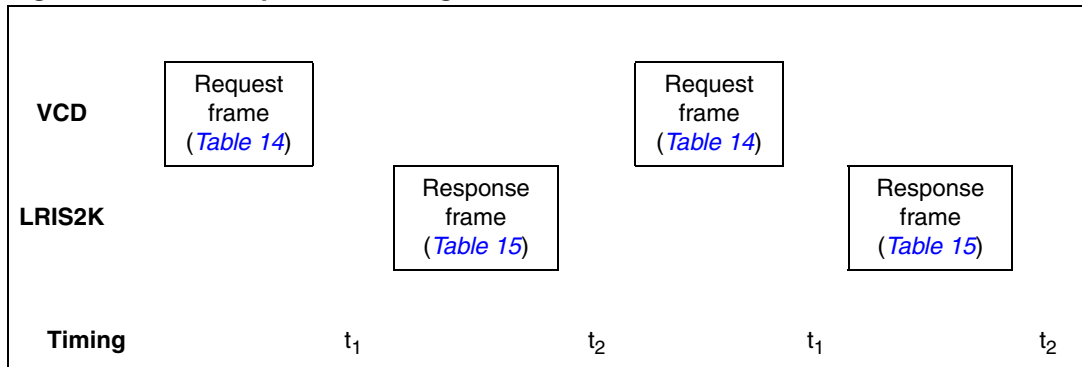 VCD
Request
frame
(Table 14)
Request
frame
(Table 14)
LRIS2K
Response
frame
(Table 15)
Response
frame
(Table 15)
Timing t1 t2 t1 t2